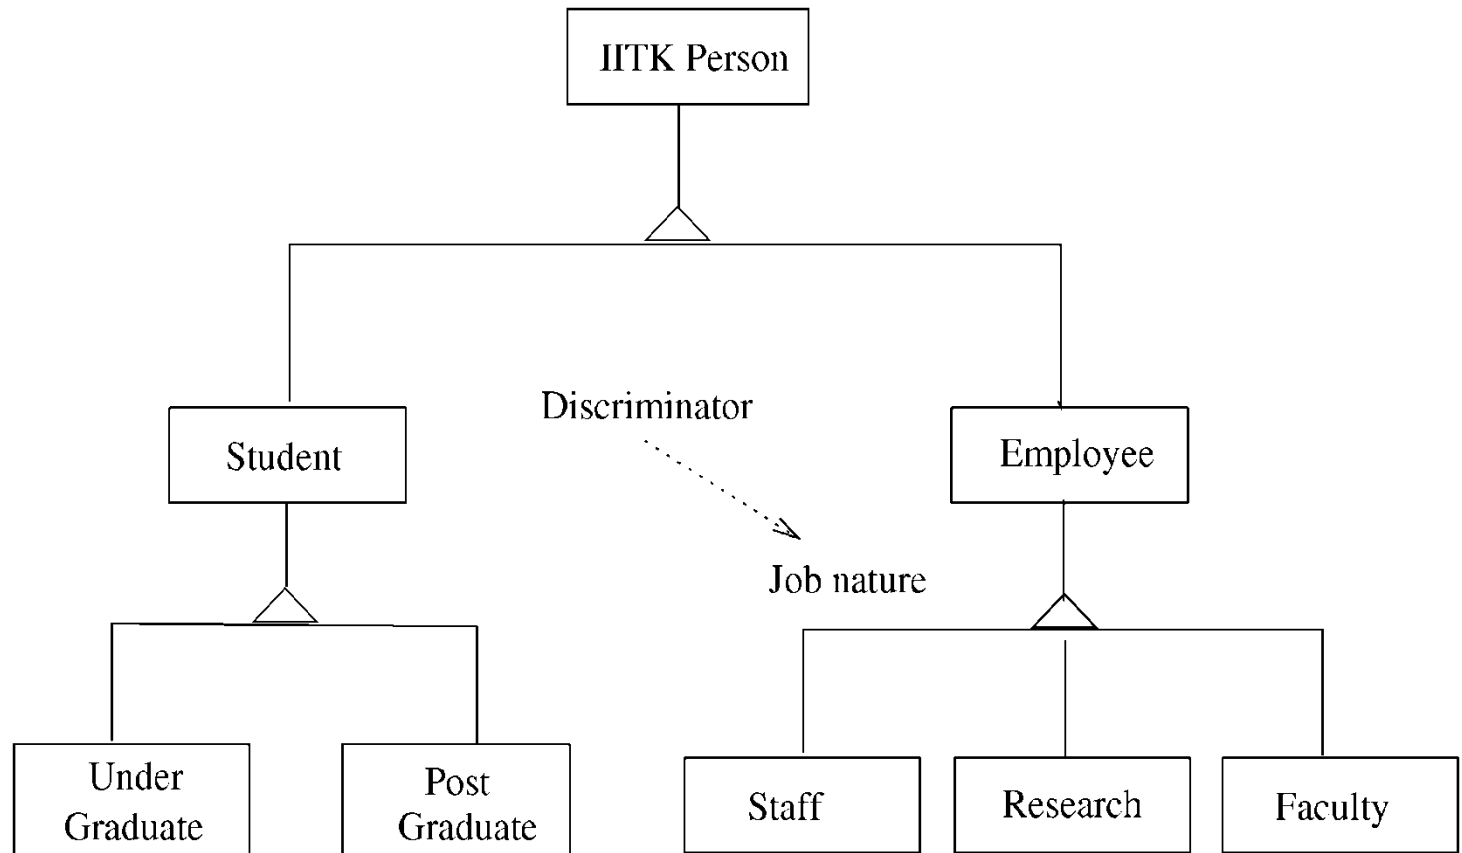 IITK Person
Discriminator
Student
Employee
Job nature
Under
Graduate
Post
Graduate
Staff
Research
Faculty